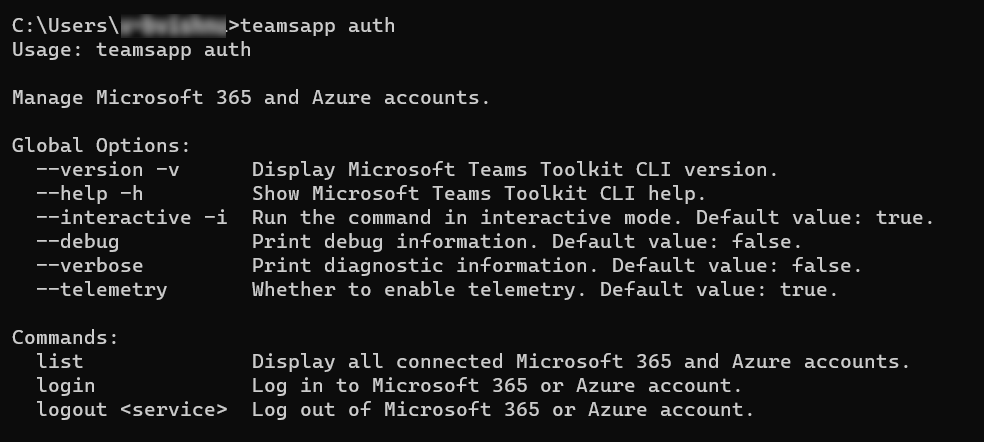 C:\Users\ >teamsapp auth
Usage: teamsapp auth
Manage Microsoft 365 and Azure accounts.
Global Options:
--version -v Display Microsoft Teams Toolkit CLI version.
--help -h Show Microsoft Teams Toolkit CLI help.
--interactive -i Run the command in interactive mode. Default value: true.
--debug Print debug information. Default value: false.
--verbose Print diagnostic information. Default value: false.
--telemetry Whether to enable telemetry. Default value: true.
Commands:
list Display all connected Microsoft 365 and Azure accounts.
login Log in to Microsoft 365 or Azure account.
logout <service> Log out of Microsoft 365 or Azure account.